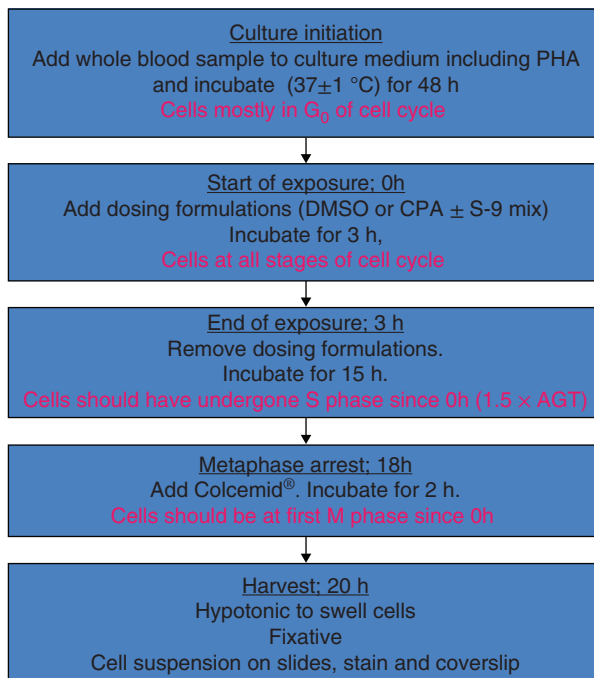 Culture initiation
Add whole blood sample to culture medium including PHA
and incubate (37±1 °C) for 48 h
Cells mostly in G₀ of cell cycle
Start of exposure; 0h
Add dosing formulations (DMSO or CPA ± S-9 mix)
Incubate for 3 h,
Cells at all stages of cell cycle
End of exposure; 3 h
Remove dosing formulations.
Incubate for 15 h.
Cells should have undergone S phase since 0h (1.5 × AGT)
Metaphase arrest; 18h
Add Colcemid®. Incubate for 2 h.
Cells should be at first M phase since 0h
Harvest; 20 h
Hypotonic to swell cells
Fixative
Cell suspension on slides, stain and coverslip